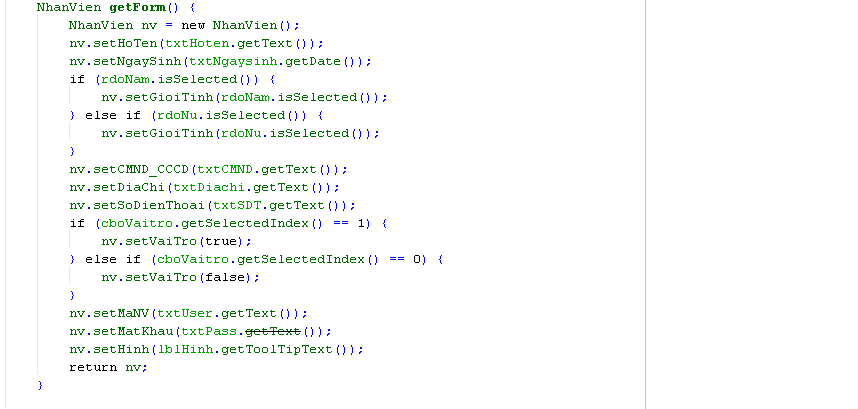 NhanVien getForm() {
NhanVien nv = new NhanVien();
nv.setHoTen(txtHoten.getText());
nv.setNgaySinh(txtNgaysinh.getDate());
if (rdoNam.isSelected()) {
nv.setGioiTinh(rdoNam.isSelected());
} else if (rdoNu.isSelected()) {
nv.setGioiTinh(rdoNu.isSelected());
}
nv.setCMND_CCCD(txtCMND.getText());
nv.setDiaChi(txtDiachi.getText());
nv.setSoDienThoai(txtSDT.getText());
if (cboVaitro.getSelectedIndex() == 1) {
nv.setVaiTro(true);
} else if (cboVaitro.getSelectedIndex() == 0) {
nv.setVaiTro(false);
}
nv.setMaNV(txtUser.getText());
nv.setMatKhau(txtPass.getText());
nv.setHinh(lblHinh.getToolTipText());
return nv;
}